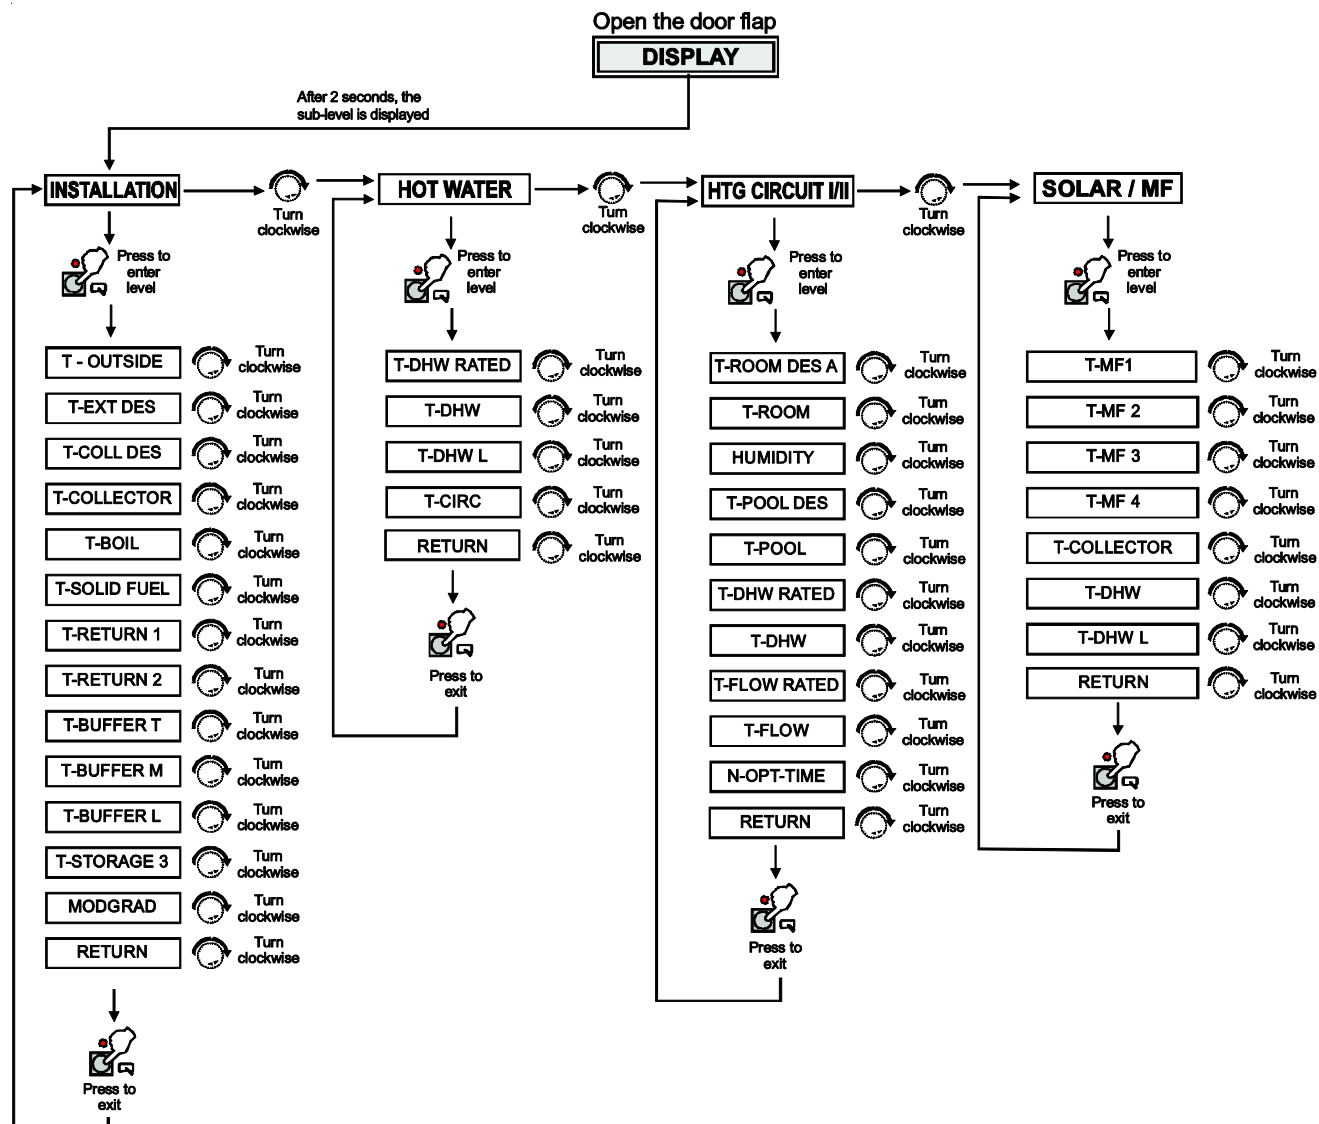 Open the door flap
DISPLAY
After 2 seconds, the
sub-level is displayed
INSTALLATION
Turn
clockwise
HOT WATER
Turn
clockwise
HTG CIRCUIT I/II
Turn
clockwise
SOLAR / MF
Press to
enter
level
T - OUTSIDE
Turn
clockwise
T-EXT DES
Turn
clockwise
T-COLL DES
Turn
clockwise
T-COLLECTOR
Turn
clockwise
T-BOIL
Turn
clockwise
T-SOLID FUEL
Turn
clockwise
T-RETURN 1
Turn
clockwise
T-RETURN 2
Turn
clockwise
T-BUFFER T
Turn
clockwise
T-BUFFER M
Turn
clockwise
T-BUFFER L
Turn
clockwise
T-STORAGE 3
Turn
clockwise
MODGRAD
Turn
clockwise
RETURN
Turn
clockwise
Press to
exit
Press to
enter
level
T-DHW RATED
Turn
clockwise
T-DHW
Turn
clockwise
T-DHW L
Turn
clockwise
T-CIRC
Turn
clockwise
RETURN
Turn
clockwise
Press to
exit
Press to
enter
level
T-ROOM DES A
Turn
clockwise
T-ROOM
Turn
clockwise
HUMIDITY
Turn
clockwise
T-POOL DES
Turn
clockwise
T-POOL
Turn
clockwise
T-DHW RATED
Turn
clockwise
T-DHW
Turn
clockwise
T-FLOW RATED
Turn
clockwise
T-FLOW
Turn
clockwise
N-OPT-TIME
Turn
clockwise
RETURN
Turn
clockwise
Press to
exit
Press to
enter
level
T-MF1
Turn
clockwise
T-MF 2
Turn
clockwise
T-MF 3
Turn
clockwise
T-MF 4
Turn
clockwise
T-COLLECTOR
Turn
clockwise
T-DHW
Turn
clockwise
T-DHW L
Turn
clockwise
RETURN
Turn
clockwise
Press to
exit